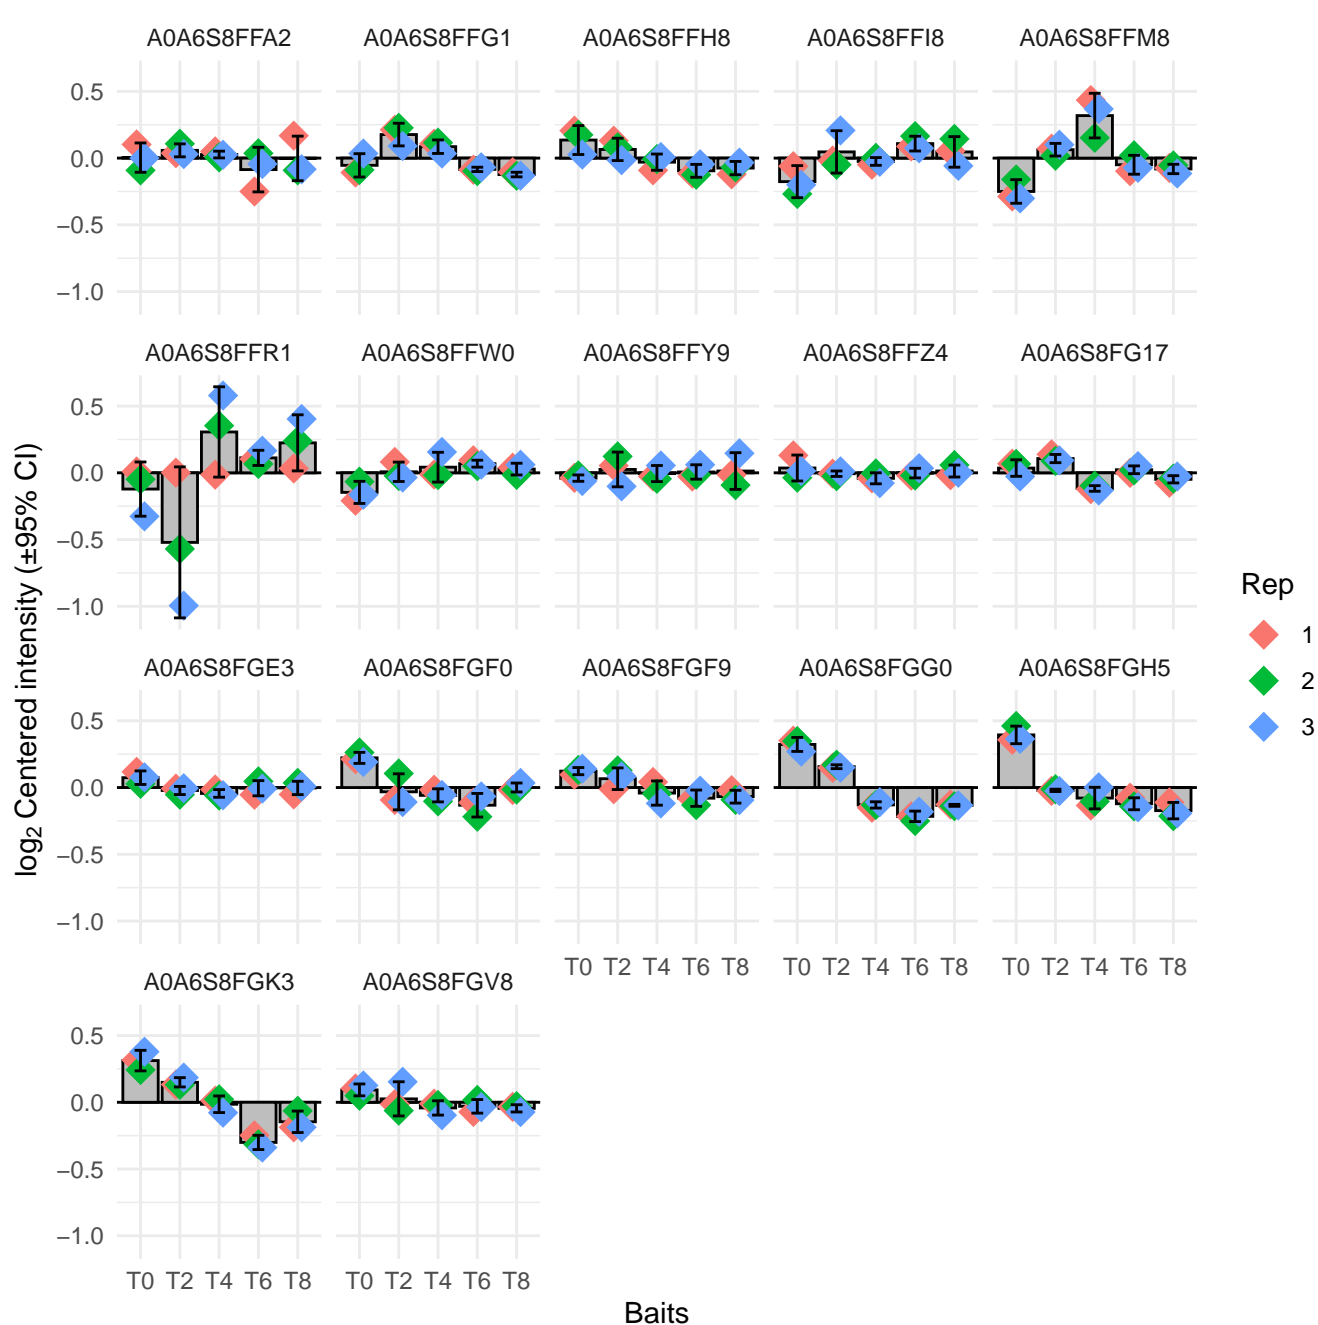 A0A6S8FFA2 A0A6S8FFG1 A0A6S8FFH8 A0A6S8FFI8 A0A6S8FFM8
0.5
0.0
−0.5
−1.0
A0A6S8FFR1 A0A6S8FFW0 A0A6S8FFY9 A0A6S8FFZ4 A0A6S8FG17
0.5
0.0
−0.5
−1.0
log2 Centered intensity (±95% CI)
Rep
1
2
3
A0A6S8FGE3 A0A6S8FGF0 A0A6S8FGF9 A0A6S8FGG0 A0A6S8FGH5
0.5
0.0
−0.5
−1.0
T0 T2 T4 T6 T8 T0 T2 T4 T6 T8 T0 T2 T4 T6 T8
A0A6S8FGK3 A0A6S8FGV8
0.5
0.0
−0.5
−1.0
T0 T2 T4 T6 T8 T0 T2 T4 T6 T8
Baits